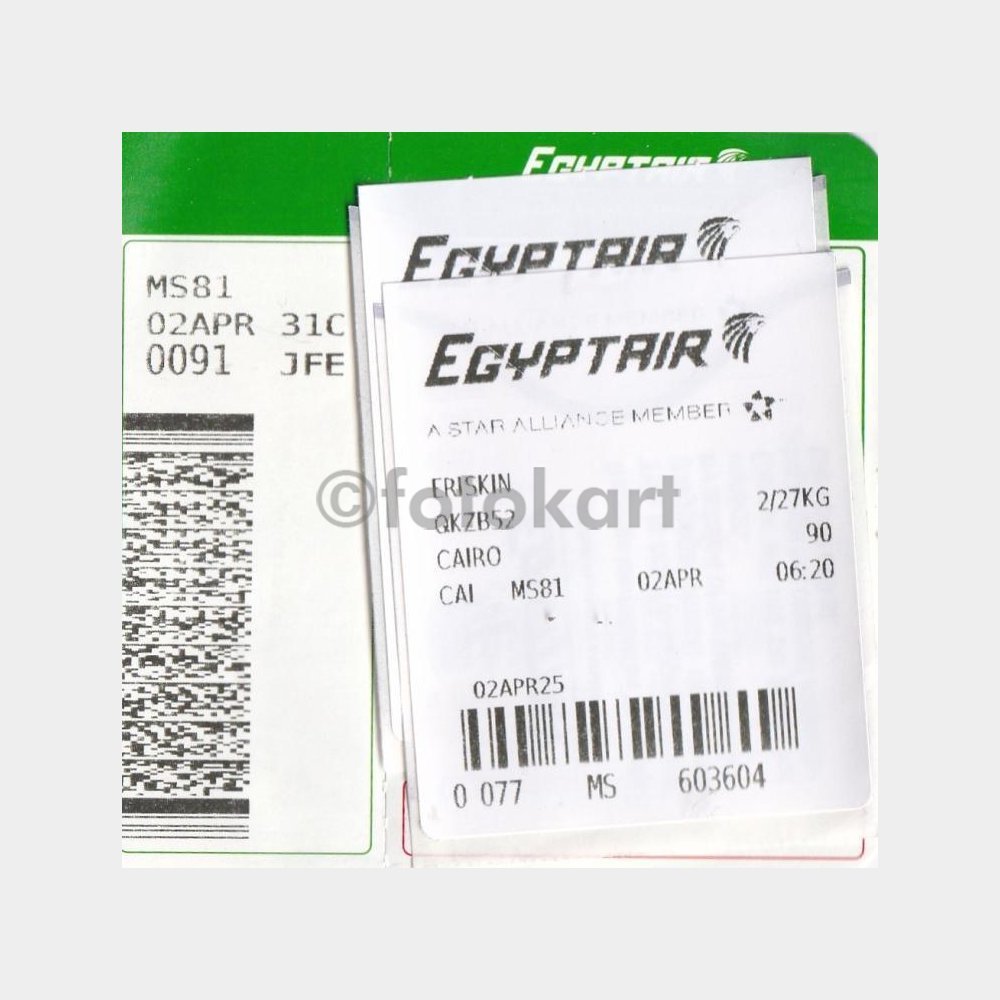 EGYPTAIR
MS81
02APR 31C
0091 JFE
EGYPTAIR
EGYPTAIR
A STAR ALLIANCE MEMBER
ERISKIN
QKZB52 2/27KG
CAIRO 90
CAI MS81 02APR 06:20
©fotokart
02APR25
0 077 MS 603604